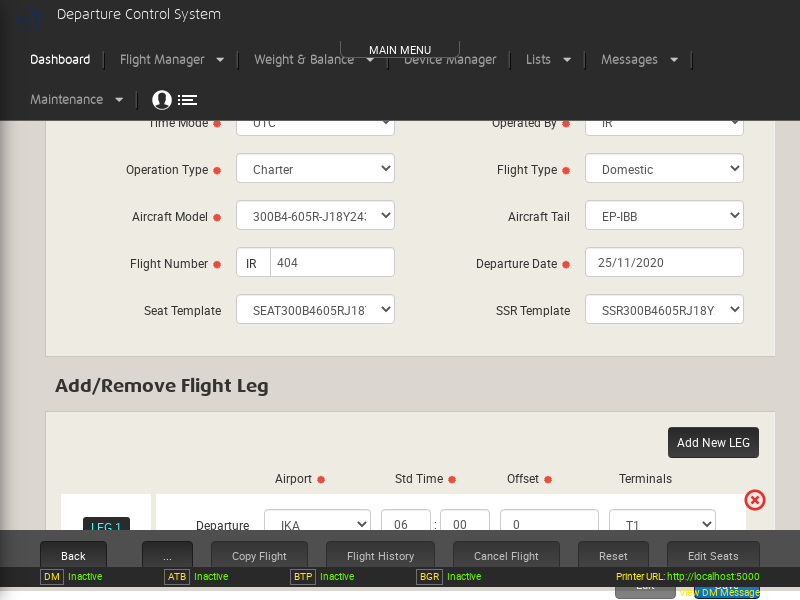 Departure Control System
MAIN MENU
Dashboard Flight Manager Weight & Balance Device Manager Lists Messages
Maintenance
Time Mode UTC Operated By IR
Operation Type Charter Flight Type Domestic
Aircraft Model 300B4-605R-J18Y243 Aircraft Tail EP-IBB
Flight Number IR 404 Departure Date 25/11/2020
Seat Template SEAT300B4605RJ18Y SSR Template SSR300B4605RJ18Y
Add/Remove Flight Leg
Add New LEG
Airport Std Time Offset Terminals
LEG 1 Departure IKA 06 : 00 0 T1
Back ... Copy Flight Flight History Cancel Flight Reset Edit Seats
DM Inactive ATB Inactive BTP Inactive BGR Inactive Printer URL: http://localhost:5000
Edit Save
View DM Message